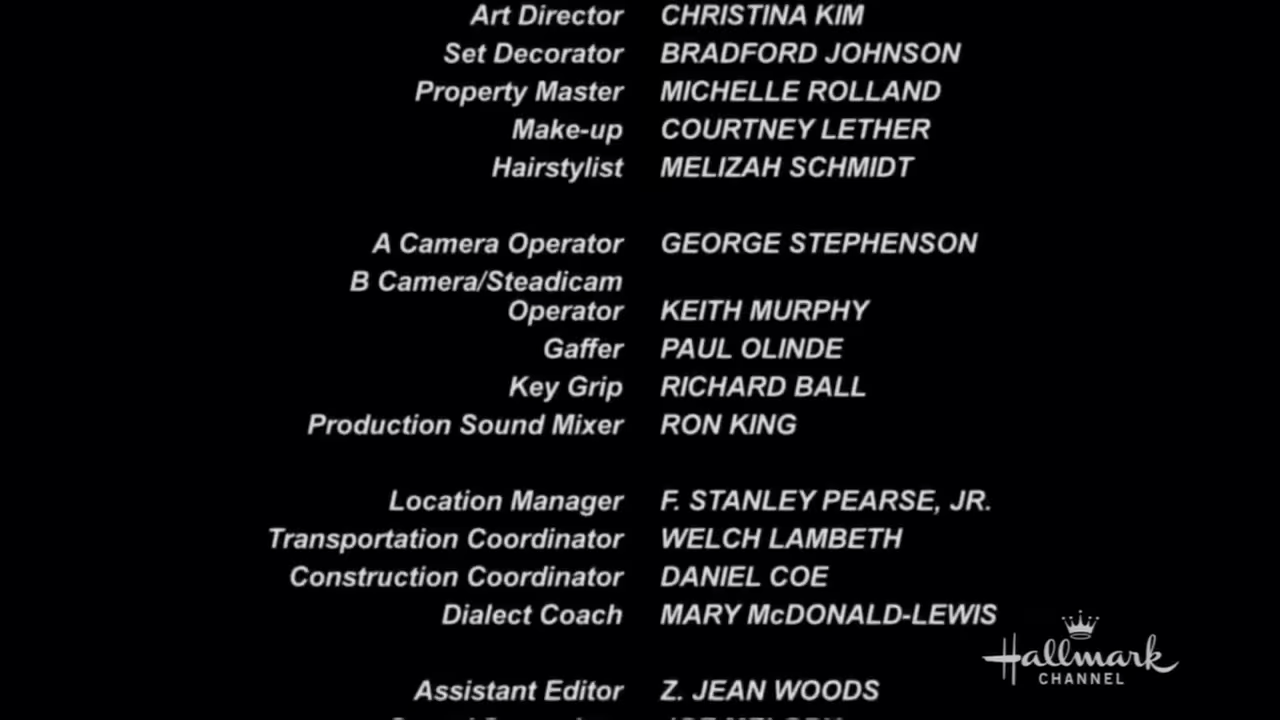 Art Director CHRISTINA KIM
Set Decorator BRADFORD JOHNSON
Property Master MICHELLE ROLLAND
Make-up COURTNEY LETHER
Hairstylist MELIZAH SCHMIDT
A Camera Operator GEORGE STEPHENSON
B Camera/Steadicam
Operator KEITH MURPHY
Gaffer PAUL OLINDE
Key Grip RICHARD BALL
Production Sound Mixer RON KING
Location Manager F. STANLEY PEARSE, JR.
Transportation Coordinator WELCH LAMBETH
Construction Coordinator DANIEL COE
Dialect Coach MARY McDONALD-LEWIS
Hallmark
CHANNEL
Assistant Editor Z. JEAN WOODS